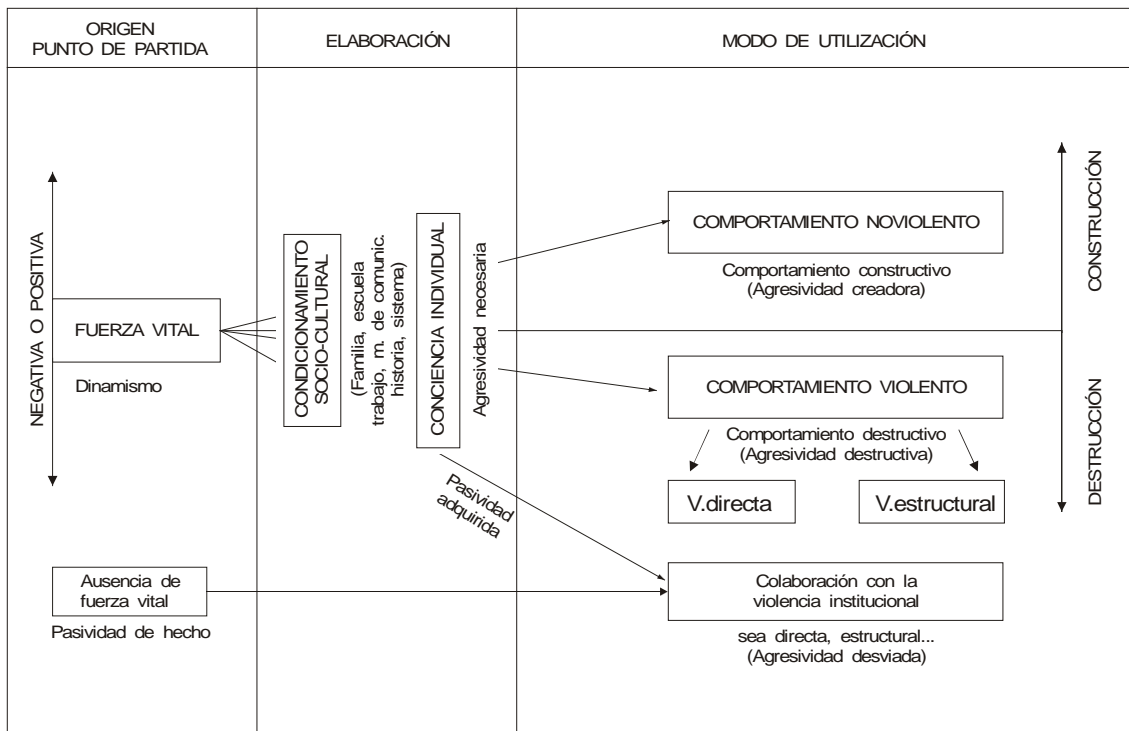 ORIGEN
PUNTO DE PARTIDA
ELABORACIÓN
MODO DE UTILIZACIÓN
NEGATIVA O POSITIVA
FUERZA VITAL
Dinamismo
CONDICIONAMIENTO
SOCIO-CULTURAL
(Familia, escuela
trabajo, m. de comunic.
historia, sistema)
CONCIENCIA INDIVIDUAL
Agresividad necesaria
COMPORTAMIENTO NOVIOLENTO
Comportamiento constructivo
(Agresividad creadora)
CONSTRUCCIÓN
COMPORTAMIENTO VIOLENTO
Comportamiento destructivo
(Agresividad destructiva)
V.directa
V.estructural
DESTRUCCIÓN
Pasividad
adquirida
Ausencia de
fuerza vital
Pasividad de hecho
Colaboración con la
violencia institucional
sea directa, estructural...
(Agresividad desviada)